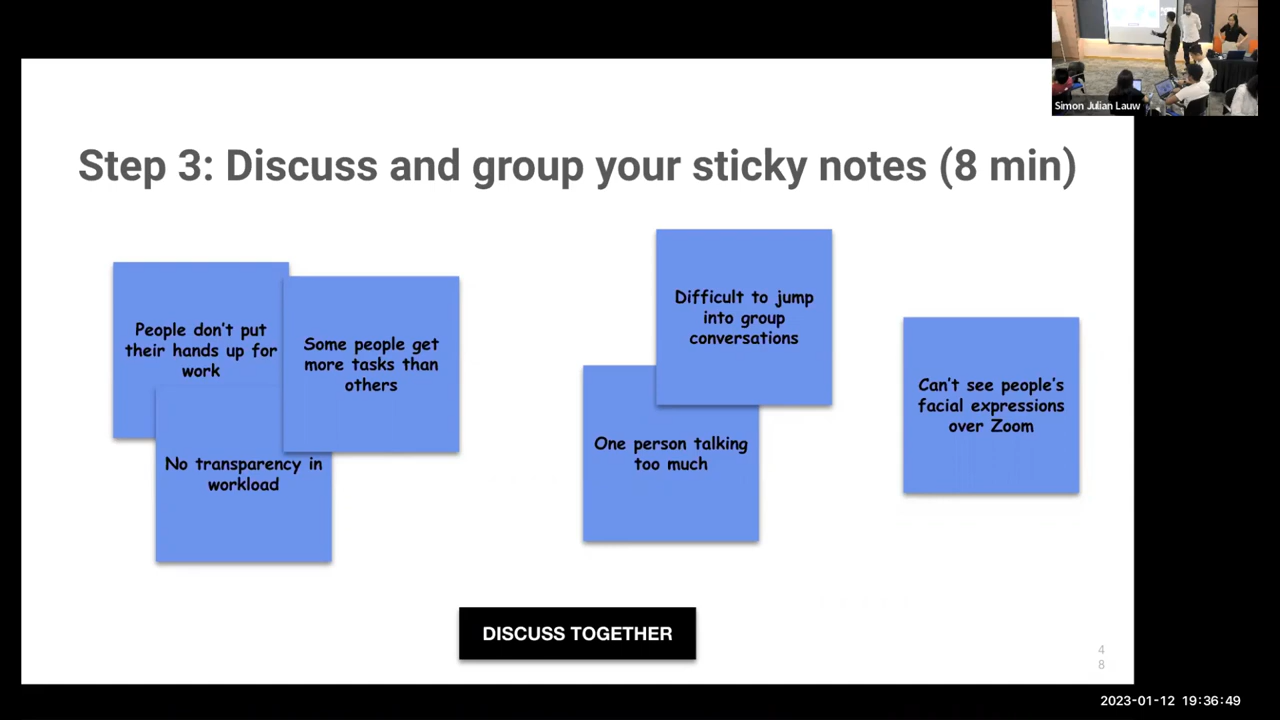 Simon Julian Lauw
Step 3: Discuss and group your sticky notes (8 min)
People don't put
their hands up for
work
Some people get
more tasks than
others
No transparency in
workload
Difficult to jump
into group
conversations
One person talking
too much
Can't see people's
facial expressions
over Zoom
DISCUSS TOGETHER
4
8
2023-01-12 19:36:49